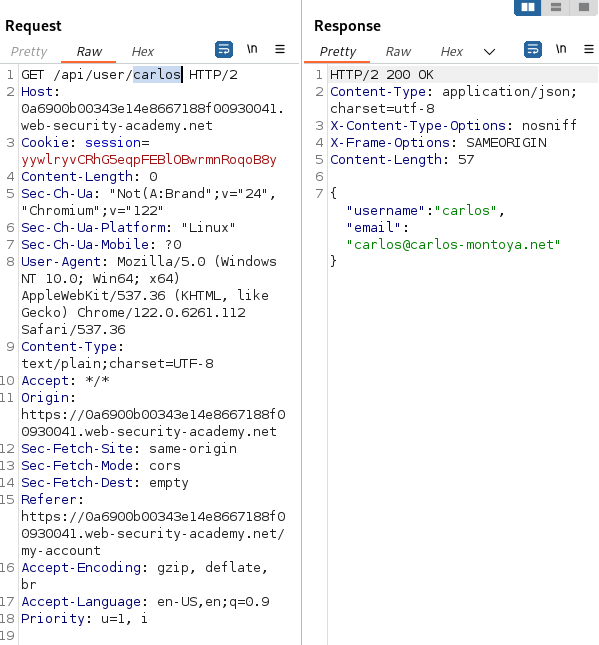 Request
Pretty Raw Hex \n
1 GET /api/user/carlos HTTP/2
2 Host:
0a6900b00343e14e8667188f00930041.
web-security-academy.net
3 Cookie: session=
yywlryvCRhG5eqpFEBlOBwrmnRoqoB8y
4 Content-Length: 0
5 Sec-Ch-Ua: "Not(A:Brand";v="24",
"Chromium";v="122"
6 Sec-Ch-Ua-Platform: "Linux"
7 Sec-Ch-Ua-Mobile: ?0
8 User-Agent: Mozilla/5.0 (Windows
NT 10.0; Win64; x64)
AppleWebKit/537.36 (KHTML, like
Gecko) Chrome/122.0.6261.112
Safari/537.36
9 Content-Type:
text/plain;charset=UTF-8
10 Accept: */*
11 Origin:
https://0a6900b00343e14e8667188f0
0930041.web-security-academy.net
12 Sec-Fetch-Site: same-origin
13 Sec-Fetch-Mode: cors
14 Sec-Fetch-Dest: empty
15 Referer:
https://0a6900b00343e14e8667188f0
0930041.web-security-academy.net/
my-account
16 Accept-Encoding: gzip, deflate,
br
17 Accept-Language: en-US,en;q=0.9
18 Priority: u=1, i
19
Response
Pretty Raw Hex \n
1 HTTP/2 200 OK
2 Content-Type: application/json;
charset=utf-8
3 X-Content-Type-Options: nosniff
4 X-Frame-Options: SAMEORIGIN
5 Content-Length: 57
6
7 {
"username":"carlos",
"email":
"carlos@carlos-montoya.net"
}